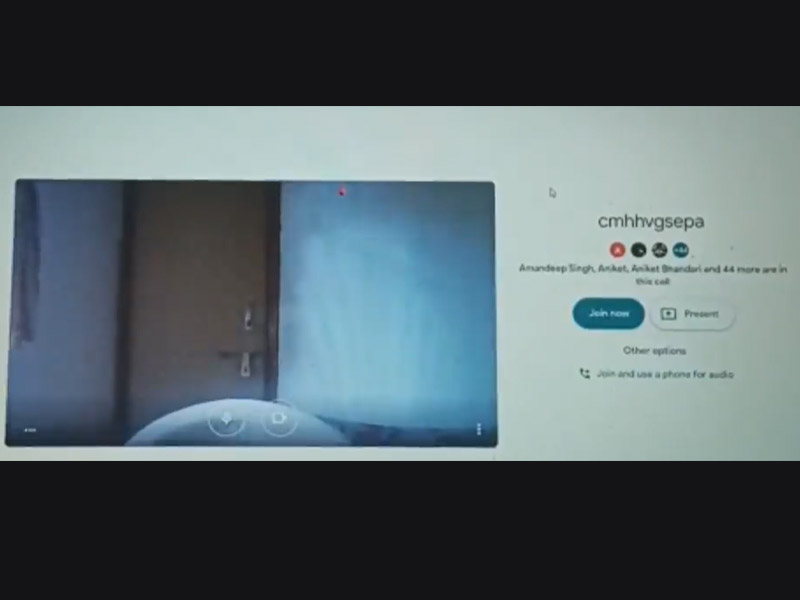 cmhhvgsepa
Amandeep Singh, Aniket, Aniket Bhandari and 44 more are in
this call
Join now
Present
Other options
Join and use a phone for audio